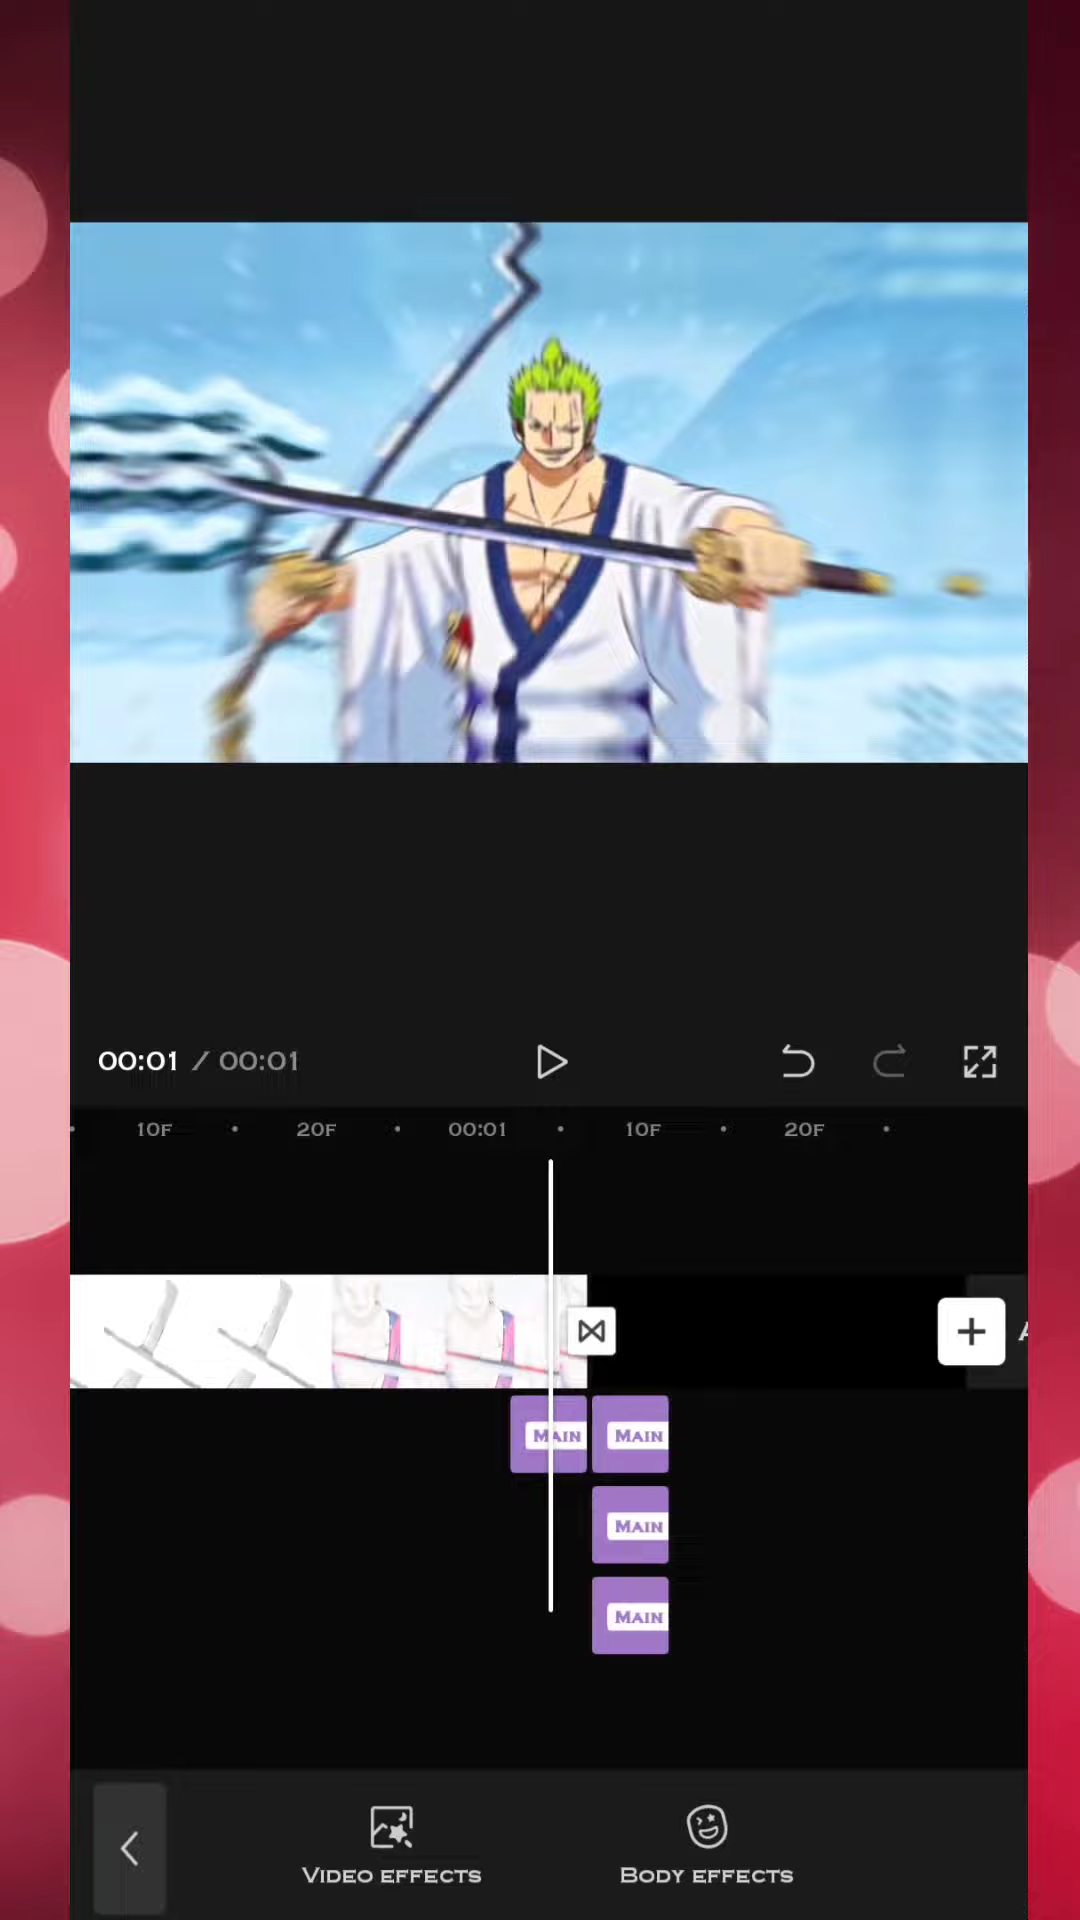 00:01 / 00:01
10F 20F 00:01 10F 20F
A
MAIN MAIN
MAIN
MAIN
VIDEO EFFECTS BODY EFFECTS